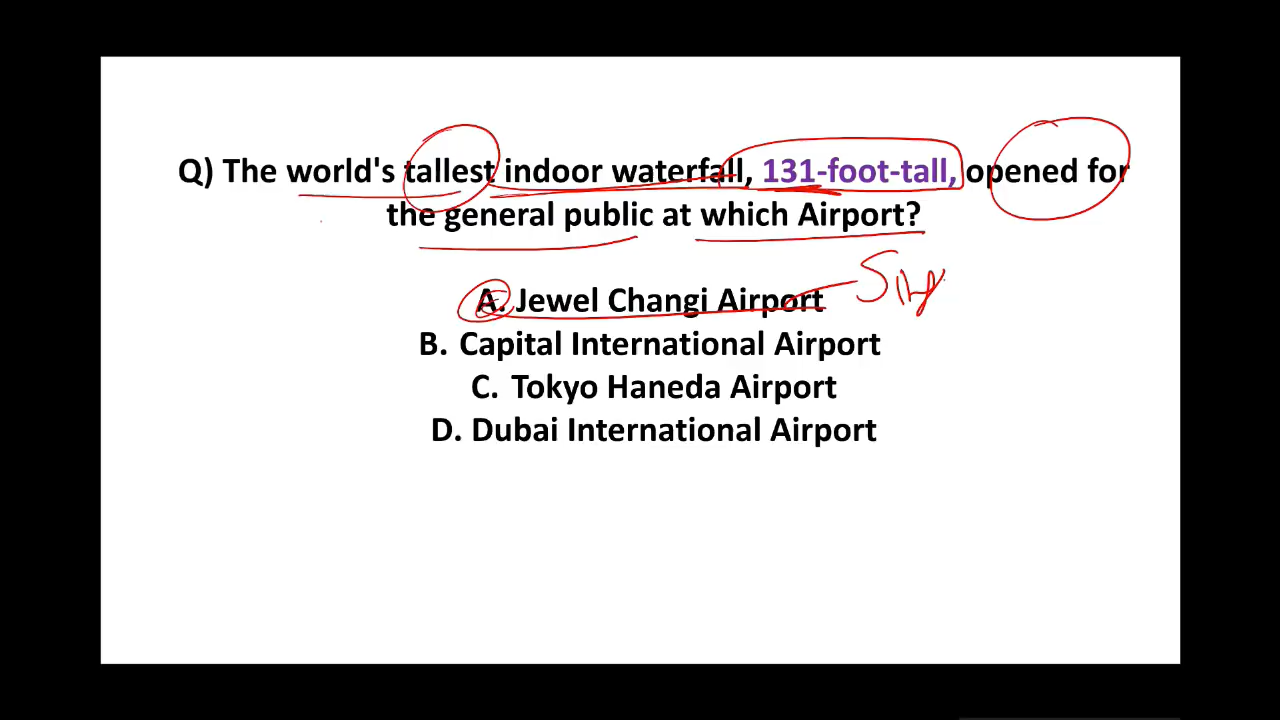 Q) The world's tallest indoor waterfall, 131-foot-tall, opened for
the general public at which Airport?
A. Jewel Changi Airport
B. Capital International Airport
C. Tokyo Haneda Airport
D. Dubai International Airport